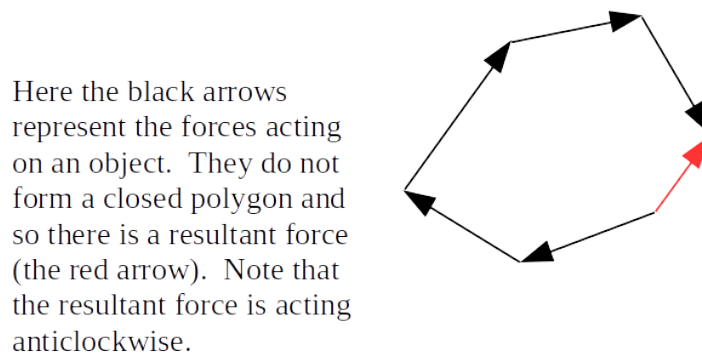 Here the black arrows
represent the forces acting
on an object.  They do not
form a closed polygon and
so there is a resultant force
(the red arrow).  Note that
the resultant force is acting
anticlockwise.